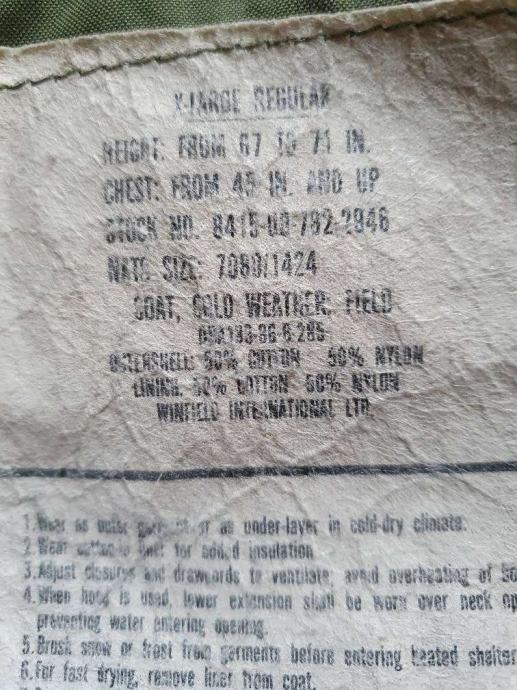 X-LARGE REGULAR
HEIGHT: FROM 67 TO 71 IN.
CHEST: FROM 45 IN. AND UP
STOCK NO. 8415-00-782-2946
NATO SIZE: 7080/1424
COAT, COLD WEATHER, FIELD
OUTERSHELL: 50% COTTON 50% NYLON
LINING. 50% COTTON 50% NYLON
WINFIELD INTERNATIONAL LTD.
1. Wear as outer garment or as under-layer in cold-dry climate.
2. Wear liner for added insulation
3. Adjust closures and drawcords to ventilate; avoid overheating of
4. When hood is used, lower extension shall be worn over neck
preventing water entering opening.
5. Brush snow or frost from garments before entering heated shelter
6. For fast drying, remove liner from coat.